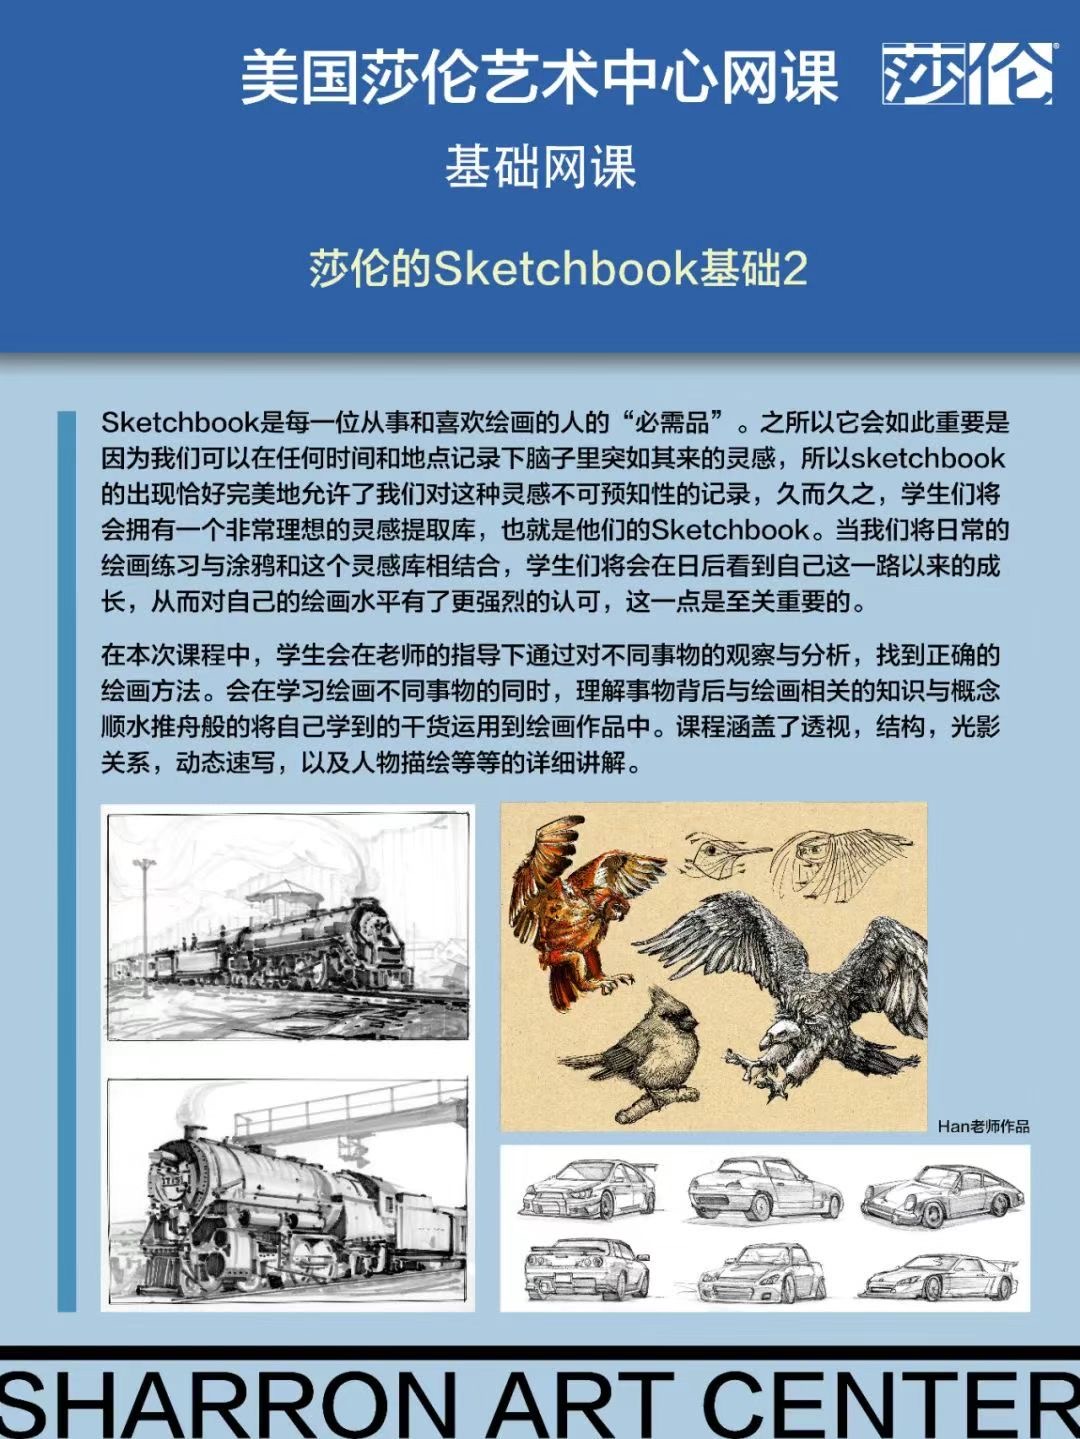 美国莎伦艺术中心网课
莎伦®
基础网课
莎伦的Sketchbook基础2
Sketchbook是每一位从事和喜欢绘画的人的“必需品”。之所以它会如此重要是
因为我们可以在任何时间和地点记录下脑子里突如其来的灵感，所以sketchbook
的出现恰好完美地允许了我们对这种灵感不可预知性的记录，久而久之，学生们将
会拥有一个非常理想的灵感提取库，也就是他们的Sketchbook。当我们将日常的
绘画练习与涂鸦和这个灵感库相结合，学生们将会在日后看到自己这一路以来的成
长，从而对自己的绘画水平有了更强烈的认可，这一点是至关重要的。
在本次课程中，学生会在老师的指导下通过对不同事物的观察与分析，找到正确的
绘画方法。会在学习绘画不同事物的同时，理解事物背后与绘画相关的知识与概念
顺水推舟般的将自己学到的干货运用到绘画作品中。课程涵盖了透视，结构，光影
关系，动态速写，以及人物描绘等等的详细讲解。
Han老师作品
SHARRON ART CENTER